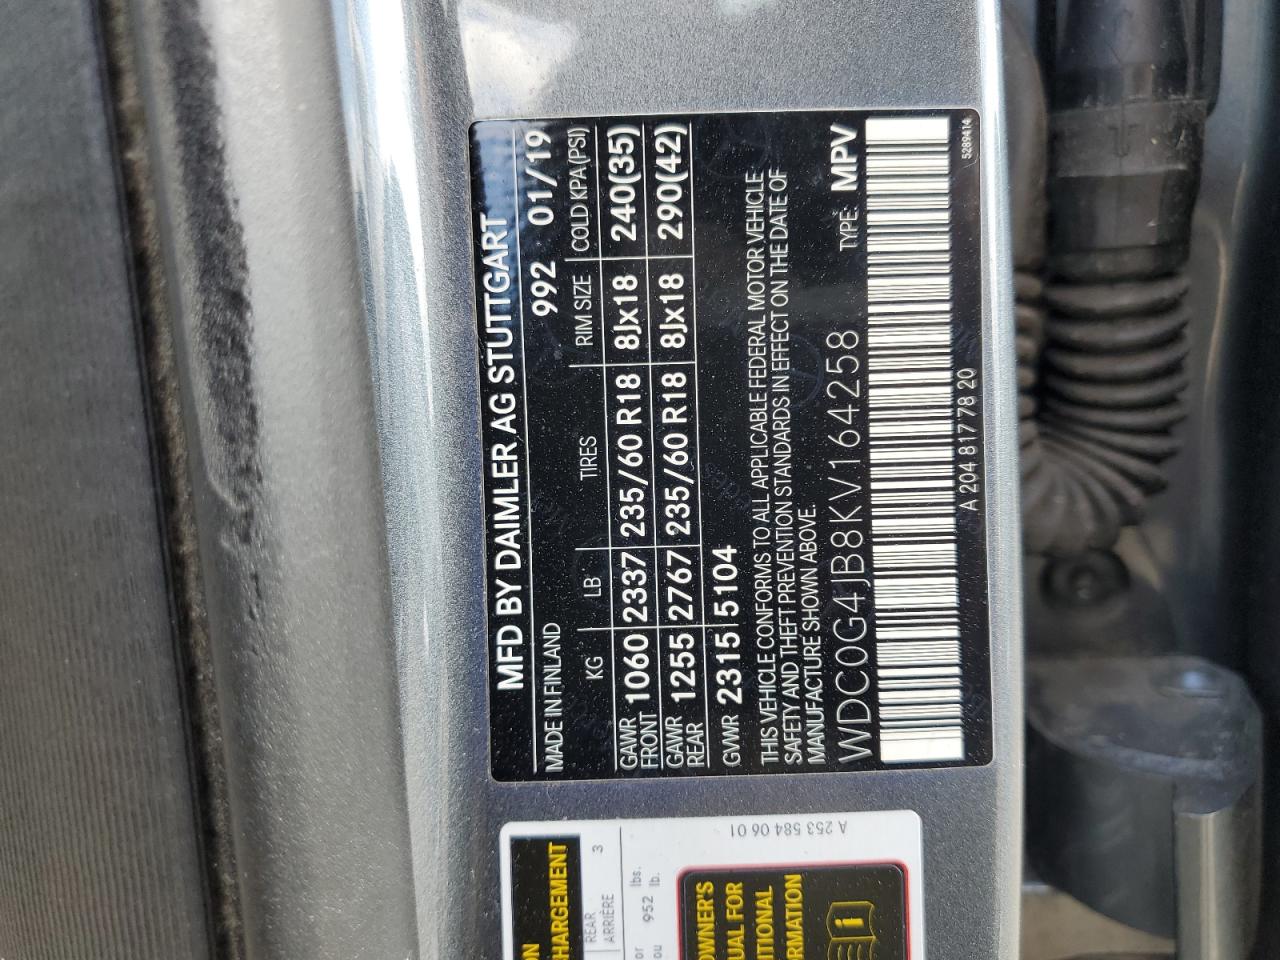 MFD BY DAIMLER AG STUTTGART
MADE IN FINLAND 992 01/19
KG LB TIRES RIM SIZE COLD KPA(PSI)
GAWR FRONT 1060 2337 235/60 R18 8Jx18 240(35)
GAWR REAR 1255 2767 235/60 R18 8Jx18 290(42)
GVWR 2315 5104
THIS VEHICLE CONFORMS TO ALL APPLICABLE FEDERAL MOTOR VEHICLE
SAFETY AND THEFT PREVENTION STANDARDS IN EFFECT ON THE DATE OF
MANUFACTURE SHOWN ABOVE.
WDC0G4JB8KV164258 TYPE: MPV
A 204 817 78 20 5289414
HARGEMENT
REAR 3
ARRIÈRE
or lbs.
ou 952 lb.
OWNER'S
UAL FOR
ITIONAL
RMATION
i
A 253 584 06 01